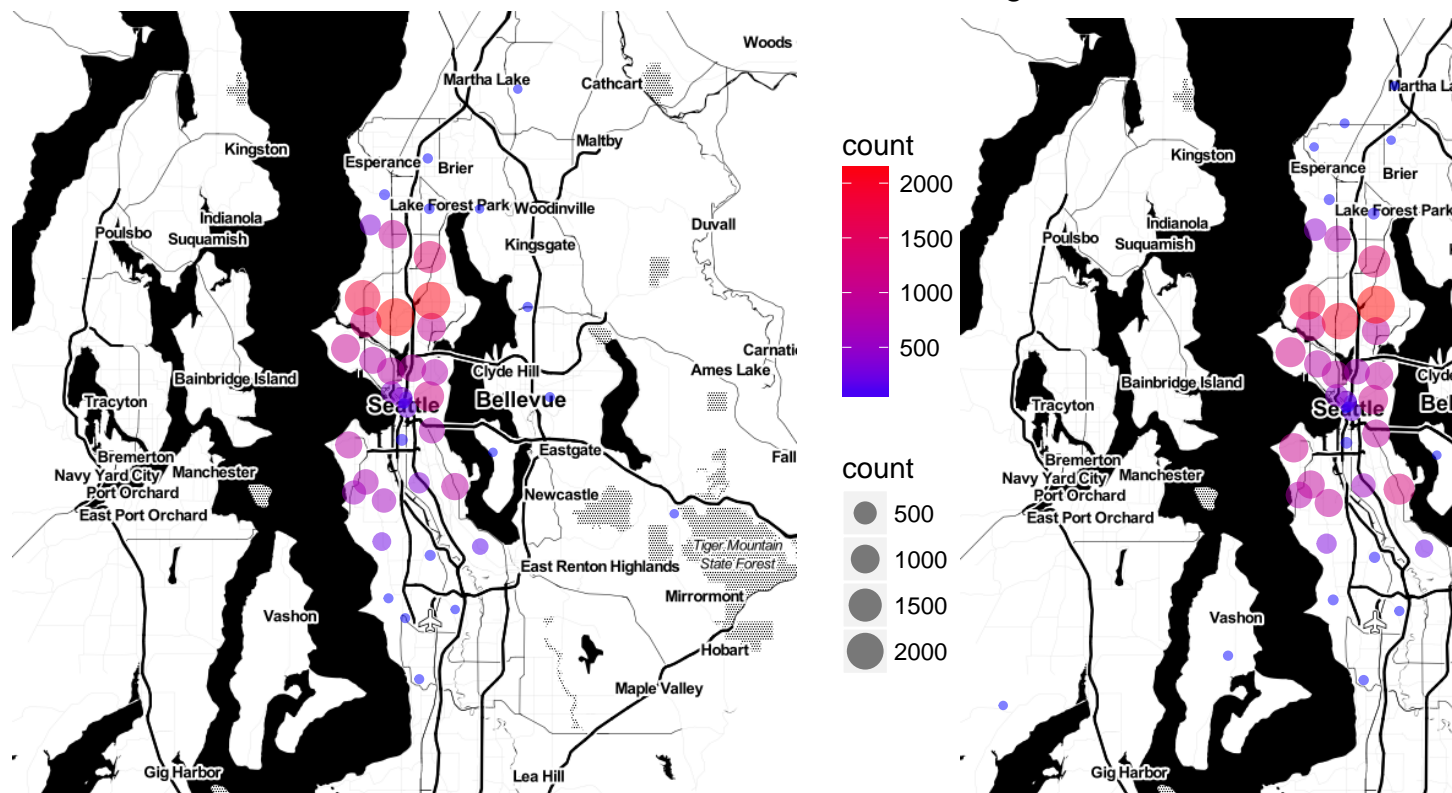 Woods
Martha Lake
Cathcart
Maltby
Kingston
Esperance
Brier
Lake Forest Park
Woodinville
Indianola
Poulsbo
Suquamish
Kingsgate
Duvall
Carnati
Clyde Hill
Ames Lake
Bainbridge Island
Tracyton
Seattle
Bellevue
Bremerton
Eastgate
Fall
Navy Yard City
Manchester
Port Orchard
Newcastle
East Port Orchard
Tiger Mountain
State Forest
East Renton Highlands
Mirrormont
Vashon
Hobart
Maple Valley
Gig Harbor
Lea Hill
count
2000
1500
1000
500
count
500
1000
1500
2000
Martha La
Kingston
Esperance
Brier
Lake Forest Park
Indianola
Poulsbo
Suquamish
Clyde
Bainbridge Island
Tracyton
Seattle
Bel
Bremerton
Navy Yard City
Manchester
Port Orchard
East Port Orchard
Vashon
Gig Harbor